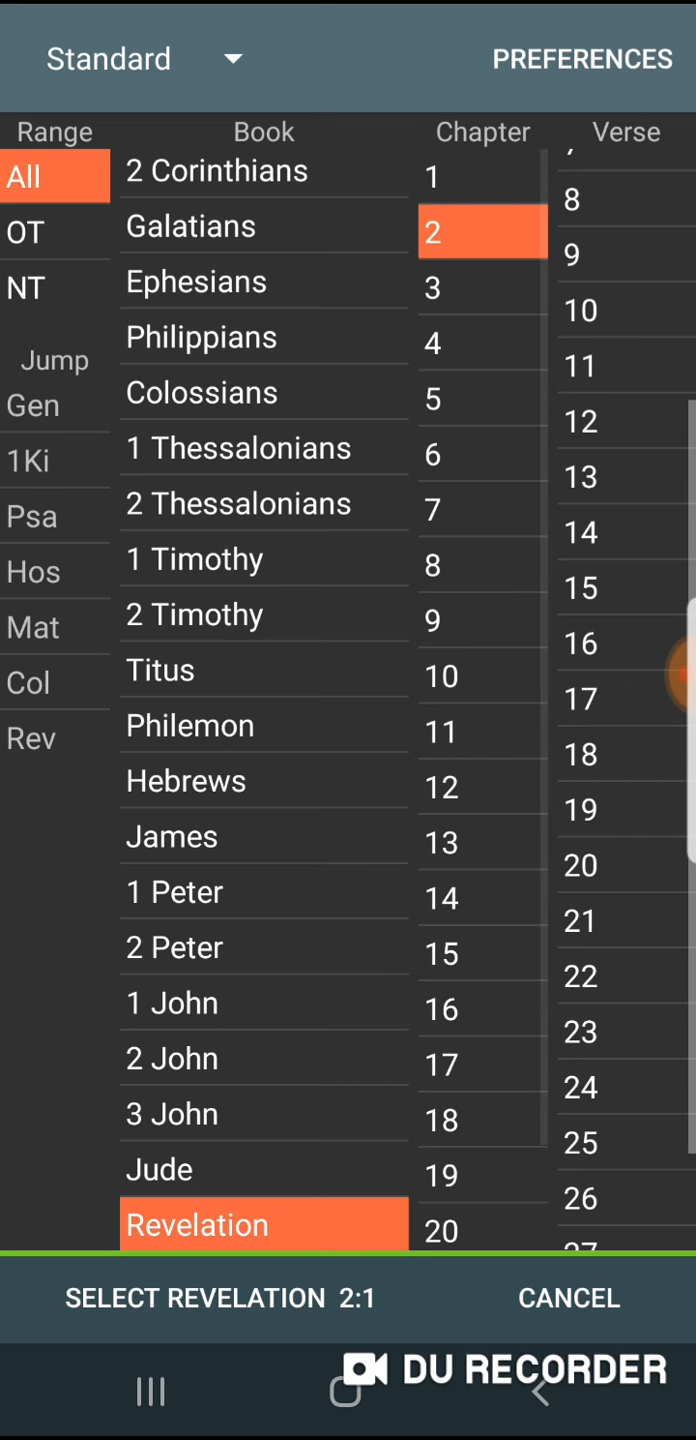 Standard PREFERENCES
Range Book Chapter Verse
All
OT
NT
Jump
Gen
1Ki
Psa
Hos
Mat
Col
Rev
2 Corinthians
Galatians
Ephesians
Philippians
Colossians
1 Thessalonians
2 Thessalonians
1 Timothy
2 Timothy
Titus
Philemon
Hebrews
James
1 Peter
2 Peter
1 John
2 John
3 John
Jude
Revelation
1
2
3
4
5
6
7
8
9
10
11
12
13
14
15
16
17
18
19
20
8
9
10
11
12
13
14
15
16
17
18
19
20
21
22
23
24
25
26
27
SELECT REVELATION 2:1 CANCEL
DU RECORDER